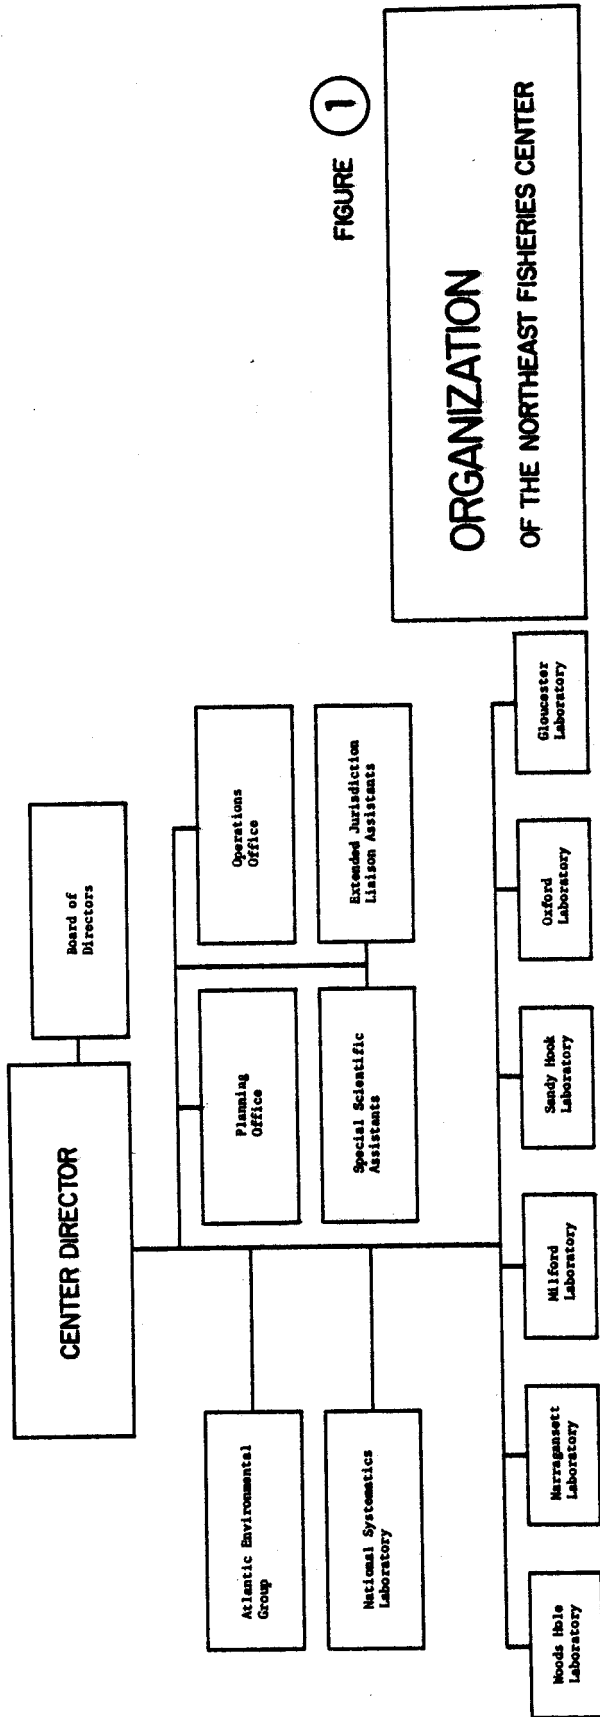 FIGURE 1
ORGANIZATION
OF THE NORTHEAST FISHERIES CENTER
CENTER DIRECTOR
Board of
Directors
Atlantic Environmental
Group
National Systematics
Laboratory
Planning
Office
Operations
Office
Special Scientific
Assistants
Extended Jurisdiction
Liaison Assistants
Woods Hole
Laboratory
Narragansett
Laboratory
Milford
Laboratory
Sandy Hook
Laboratory
Oxford
Laboratory
Gloucester
Laboratory